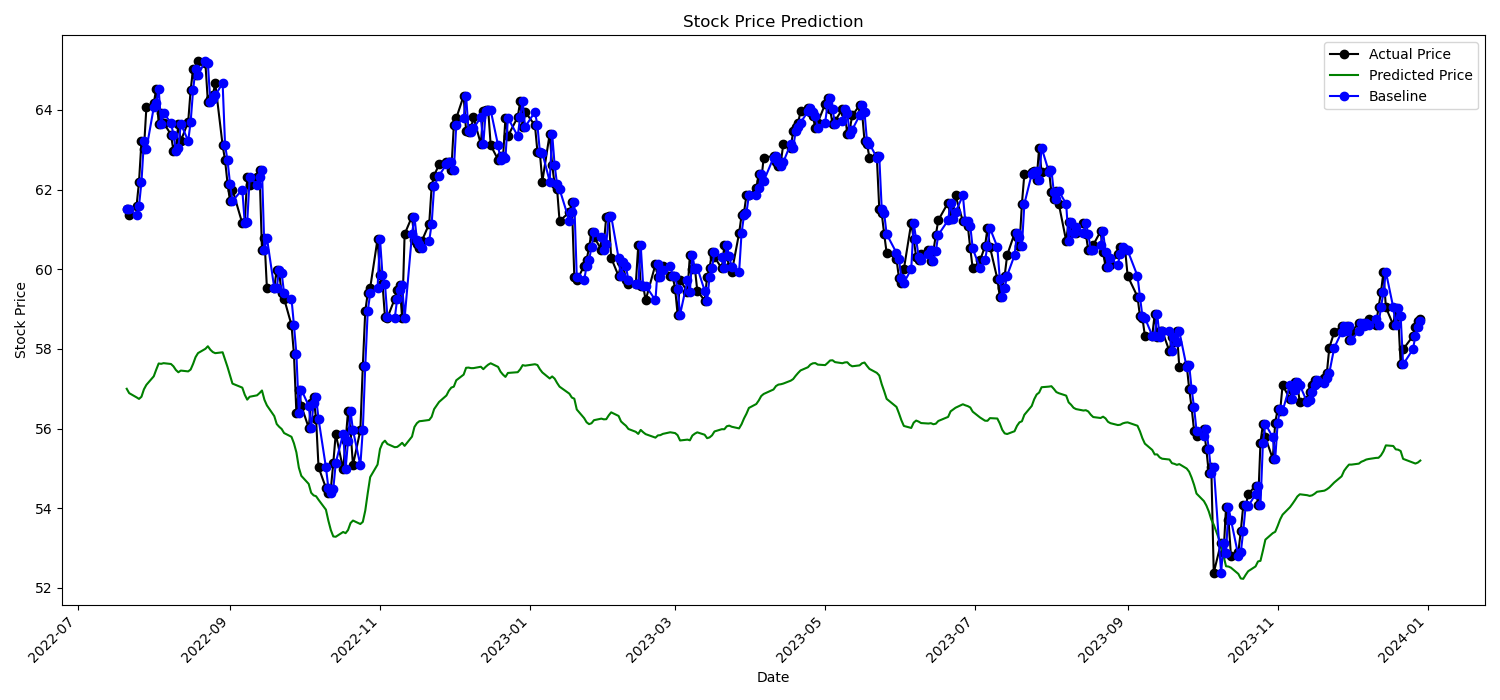 Stock Price Prediction
Actual Price
Predicted Price
Baseline
Stock Price
64
62
60
58
56
54
52
2022-07
2022-09
2022-11
2023-01
2023-03
2023-05
2023-07
2023-09
2023-11
2024-01
Date